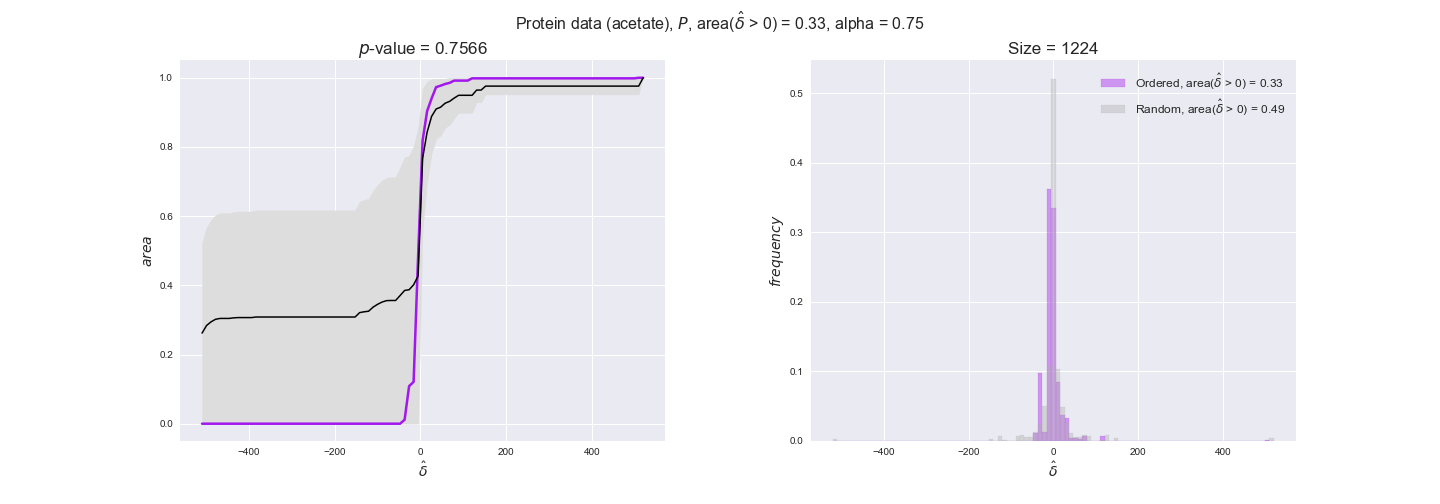 Protein data (acetate), P, area(δ̂ > 0) = 0.33, alpha = 0.75
p-value = 0.7566
1.0
0.8
0.6
0.4
0.2
0.0
area
−400
−200
0
200
400
δ̂
Size = 1224
Ordered, area(δ̂ > 0) = 0.33
Random, area(δ̂ > 0) = 0.49
0.5
0.4
0.3
0.2
0.1
0.0
frequency
−400
−200
0
200
400
δ̂